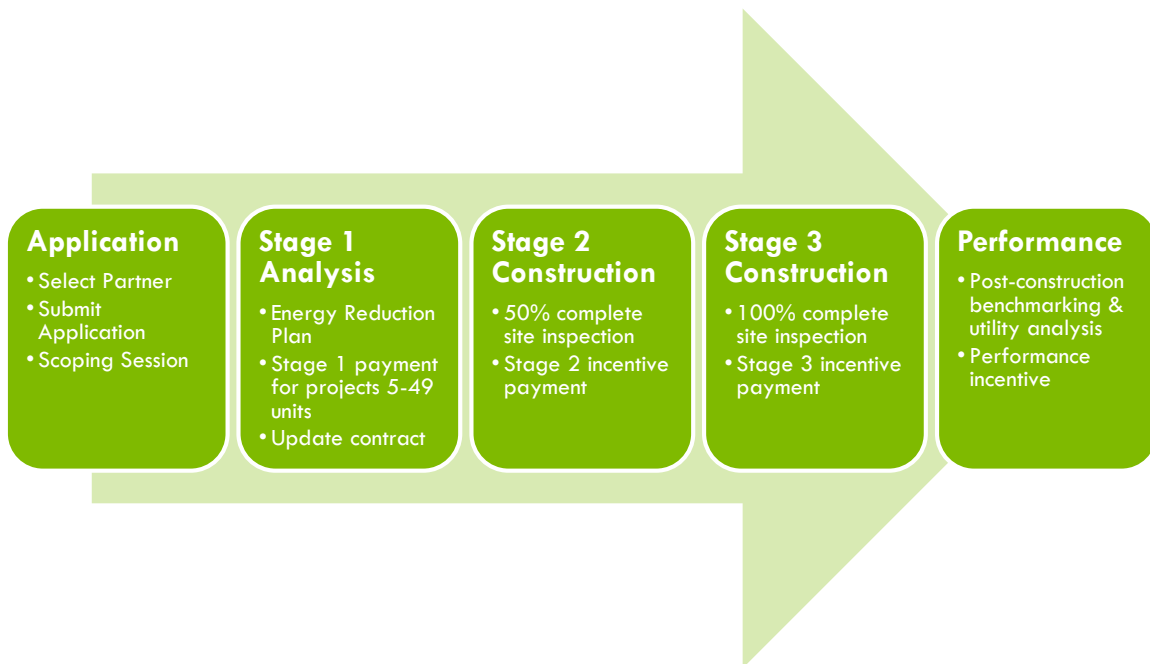 Application
• Select Partner
• Submit
Application
• Scoping Session
Stage 1
Analysis
• Energy Reduction
Plan
• Stage 1 payment
for projects 5-49
units
• Update contract
Stage 2
Construction
• 50% complete
site inspection
• Stage 2 incentive
payment
Stage 3
Construction
• 100% complete
site inspection
• Stage 3 incentive
payment
Performance
• Post-construction
benchmarking &
utility analysis
• Performance
incentive